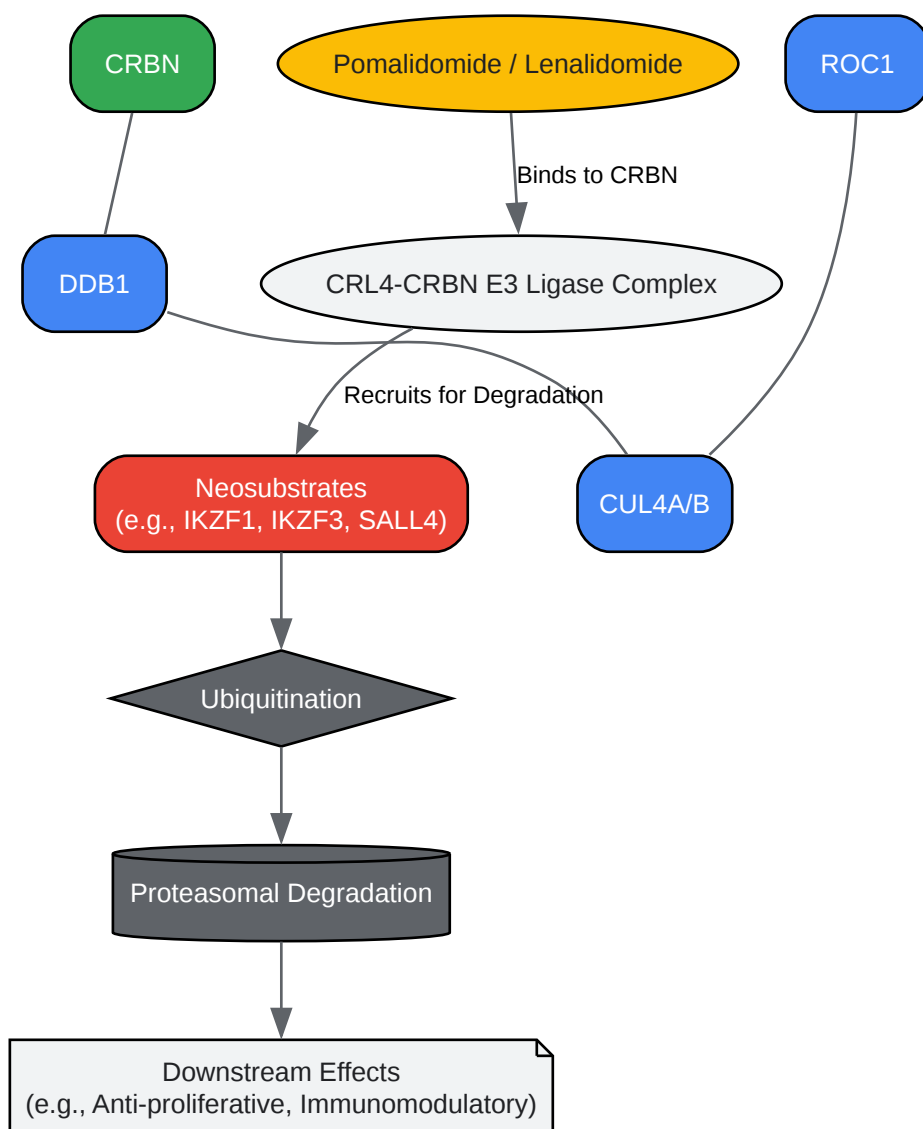 CRBN
Pomalidomide / Lenalidomide
ROC1
Binds to CRBN
DDB1
CRL4-CRBN E3 Ligase Complex
Recruits for Degradation
Neosubstrates
(e.g., IKZF1, IKZF3, SALL4)
CUL4A/B
Ubiquitination
Proteasomal Degradation
Downstream Effects
(e.g., Anti-proliferative, Immunomodulatory)